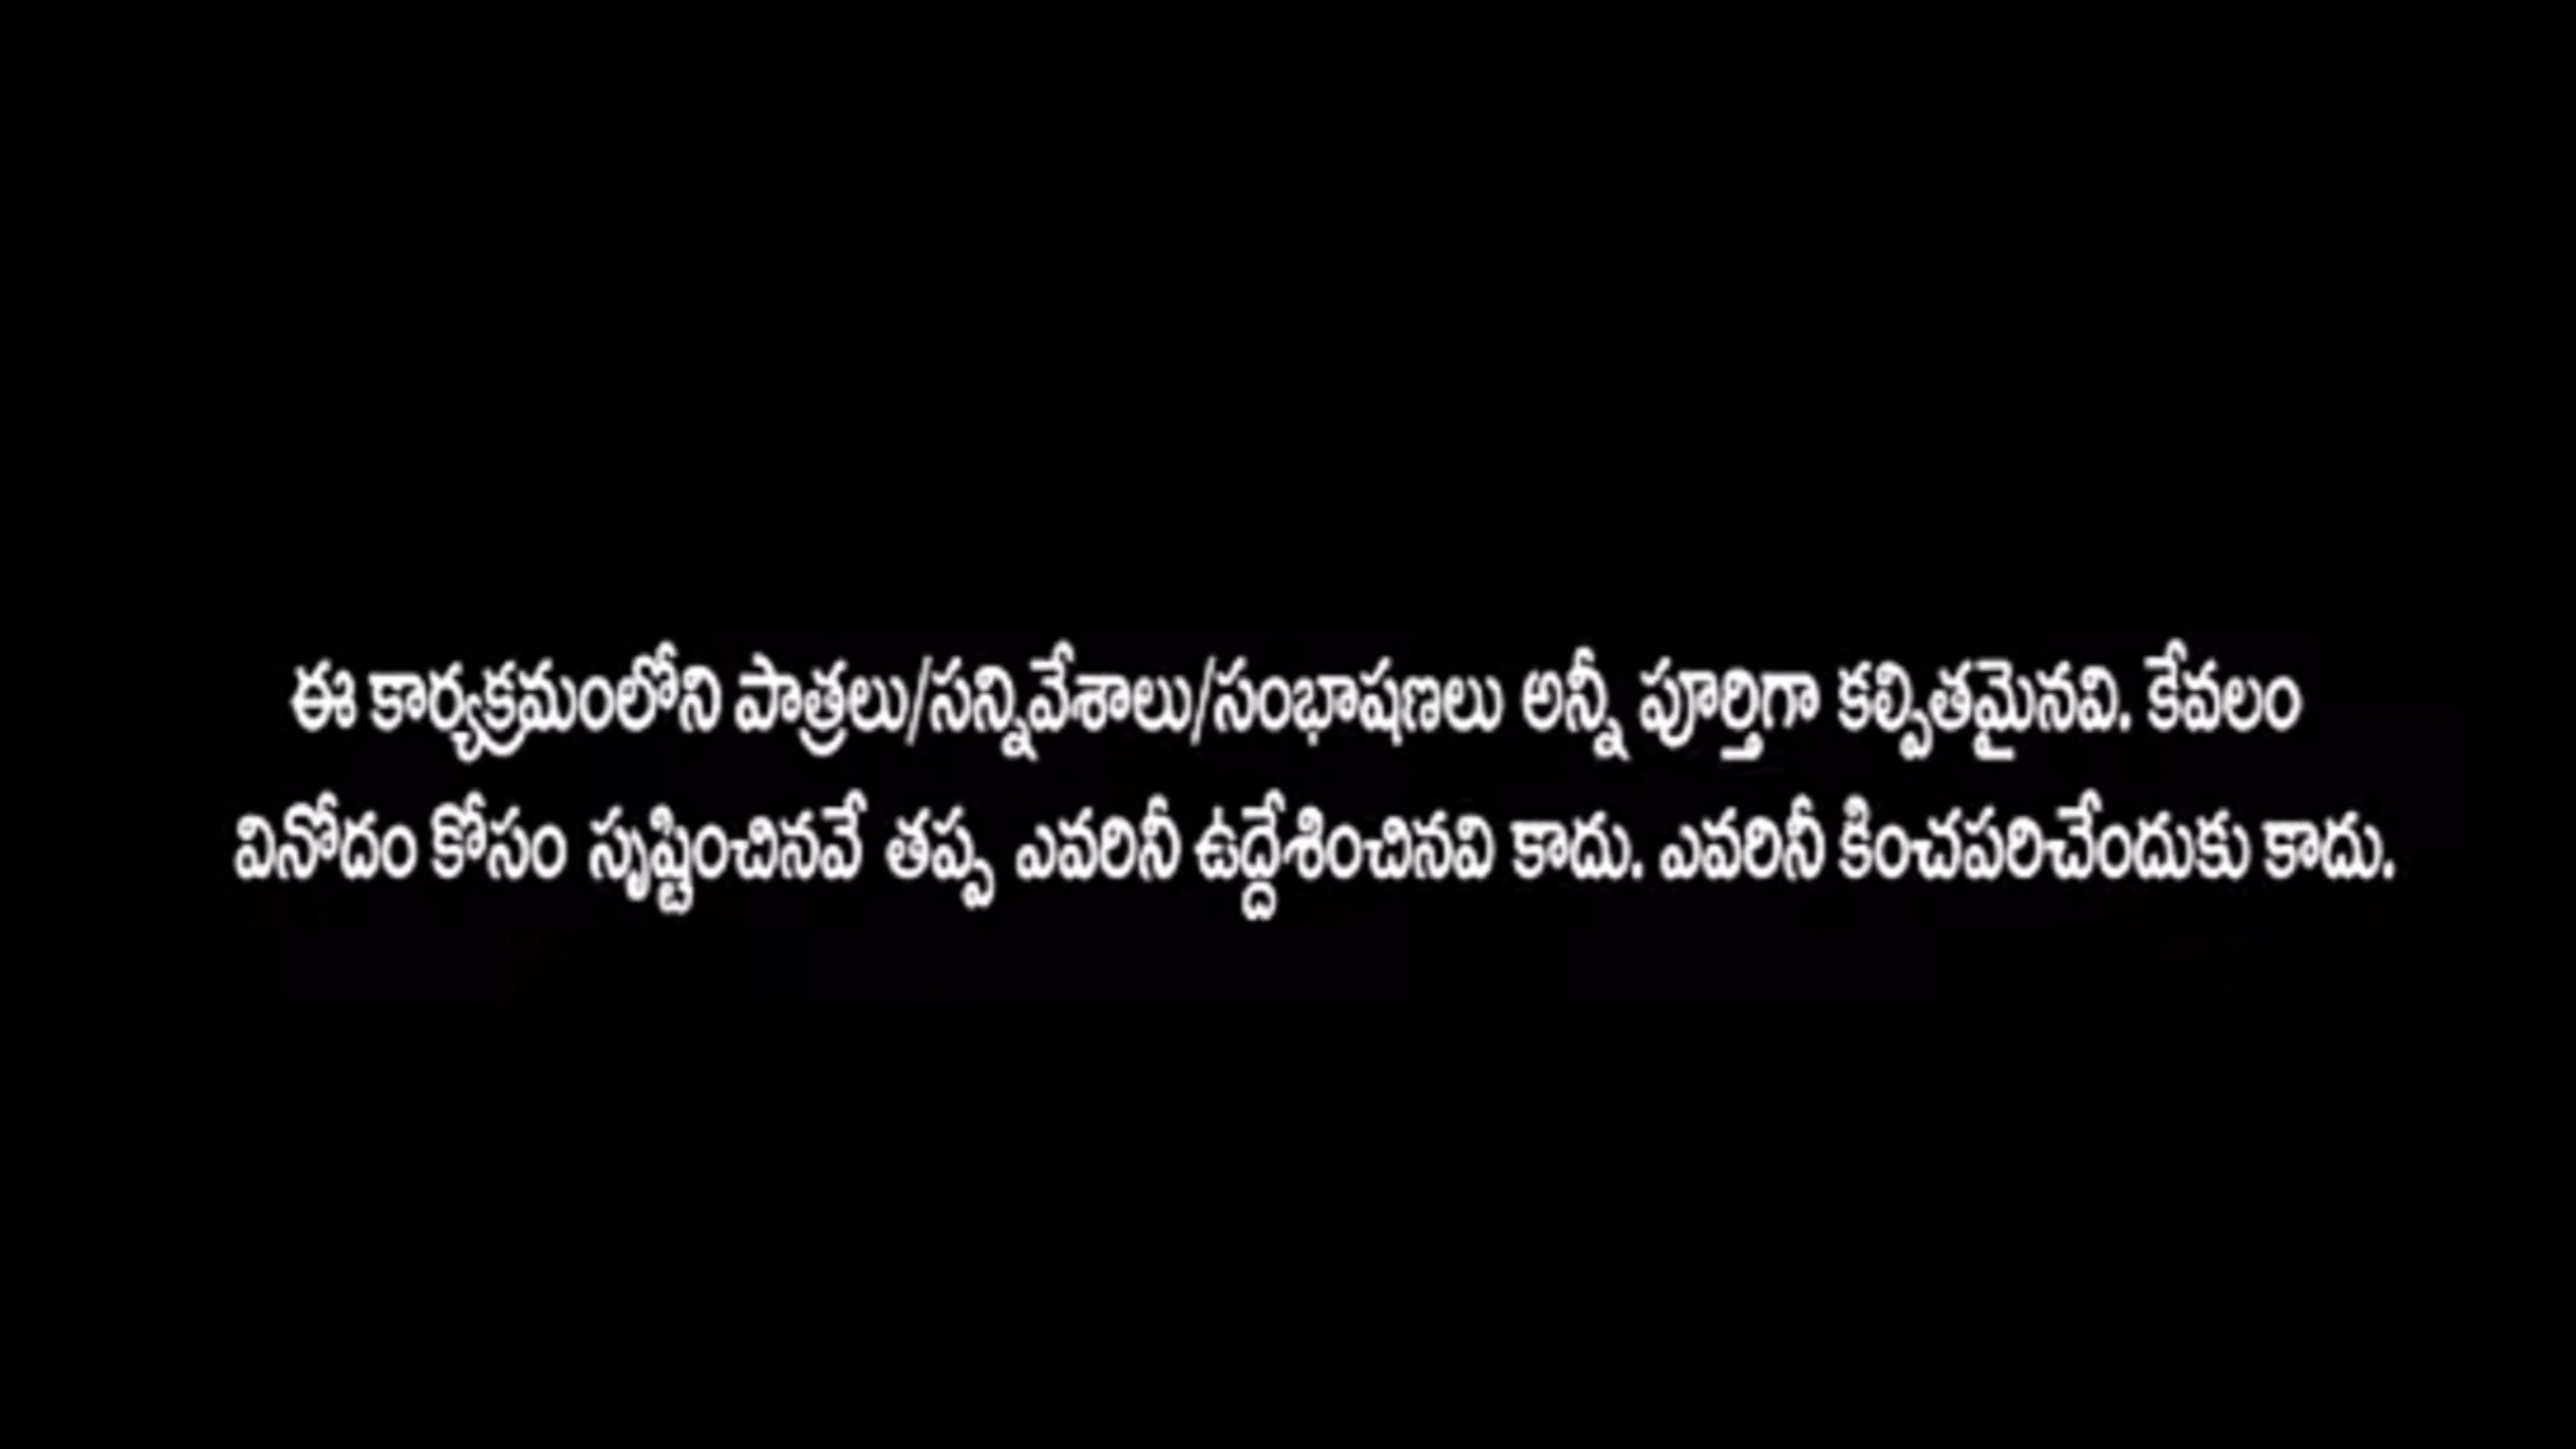 ఈ కార్యక్రమంలోని పాత్రలు/సన్నివేశాలు/సంభాషణలు అన్నీ పూర్తిగా కల్పితమైనవి. కేవలం
వినోదం కోసం సృష్టించినవే తప్ప ఎవరినీ ఉద్దేశించినవి కాదు. ఎవరినీ కించపరిచేందుకు కాదు.